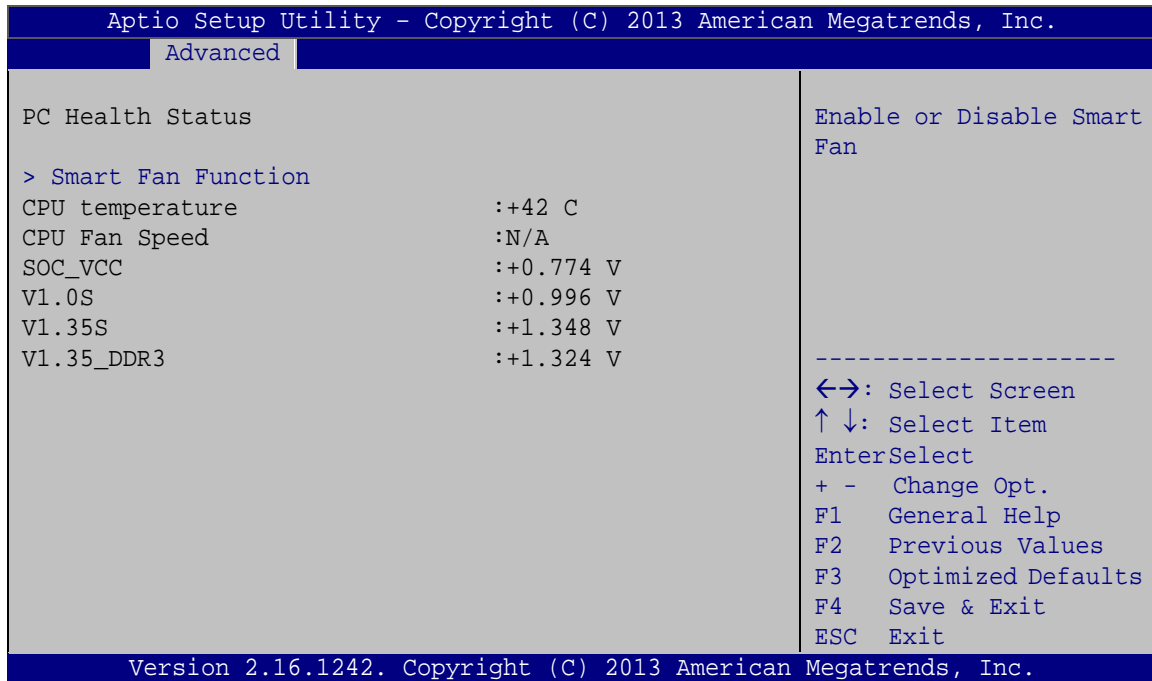 Aptio Setup Utility – Copyright (C) 2013 American Megatrends, Inc.
Advanced
PC Health Status
> Smart Fan Function
CPU temperature :+42 C
CPU Fan Speed :N/A
SOC_VCC :+0.774 V
V1.0S :+0.996 V
V1.35S :+1.348 V
V1.35_DDR3 :+1.324 V
Enable or Disable Smart
Fan
---------------------
←→: Select Screen
↑ ↓: Select Item
EnterSelect
+ - Change Opt.
F1 General Help
F2 Previous Values
F3 Optimized Defaults
F4 Save & Exit
ESC Exit
Version 2.16.1242. Copyright (C) 2013 American Megatrends, Inc.